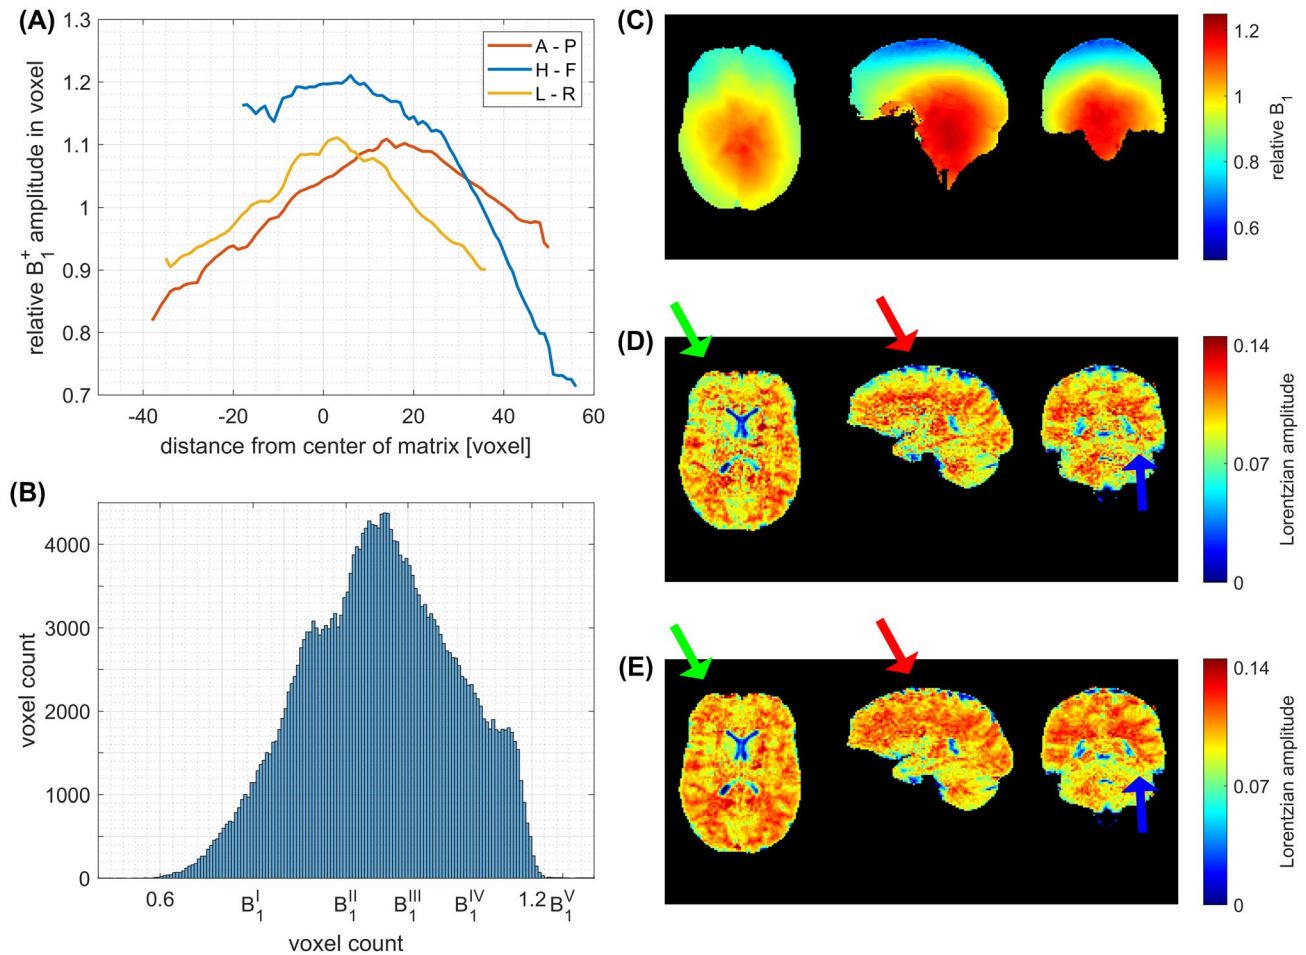 (A)
1.3
1.2
1.1
1
0.9
0.8
0.7
relative B1+ amplitude in voxel
A - P
H - F
L - R
-40
-20
0
20
40
60
distance from center of matrix [voxel]
(B)
4000
3000
2000
1000
0
voxel count
0.6
B1I
B1II
B1III
B1IV
1.2
B1V
voxel count
(C)
1.2
1
0.8
0.6
relative B1
(D)
0.14
0.07
0
Lorentzian amplitude
(E)
0.14
0.07
0
Lorentzian amplitude